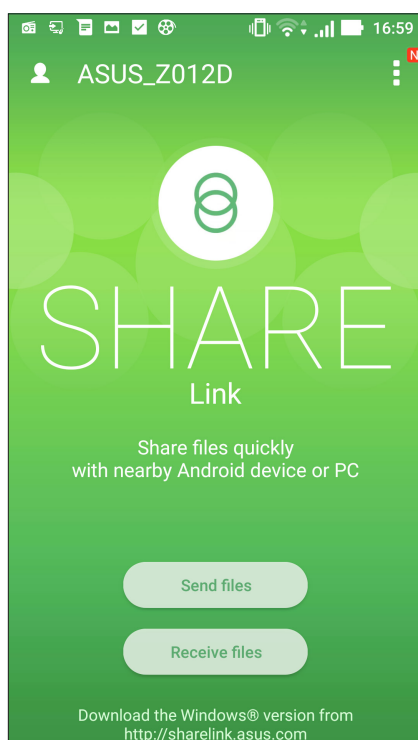 16:59
ASUS_Z012D
N
SHARE
Link
Share files quickly
with nearby Android device or PC
Send files
Receive files
Download the Windows® version from
http://sharelink.asus.com